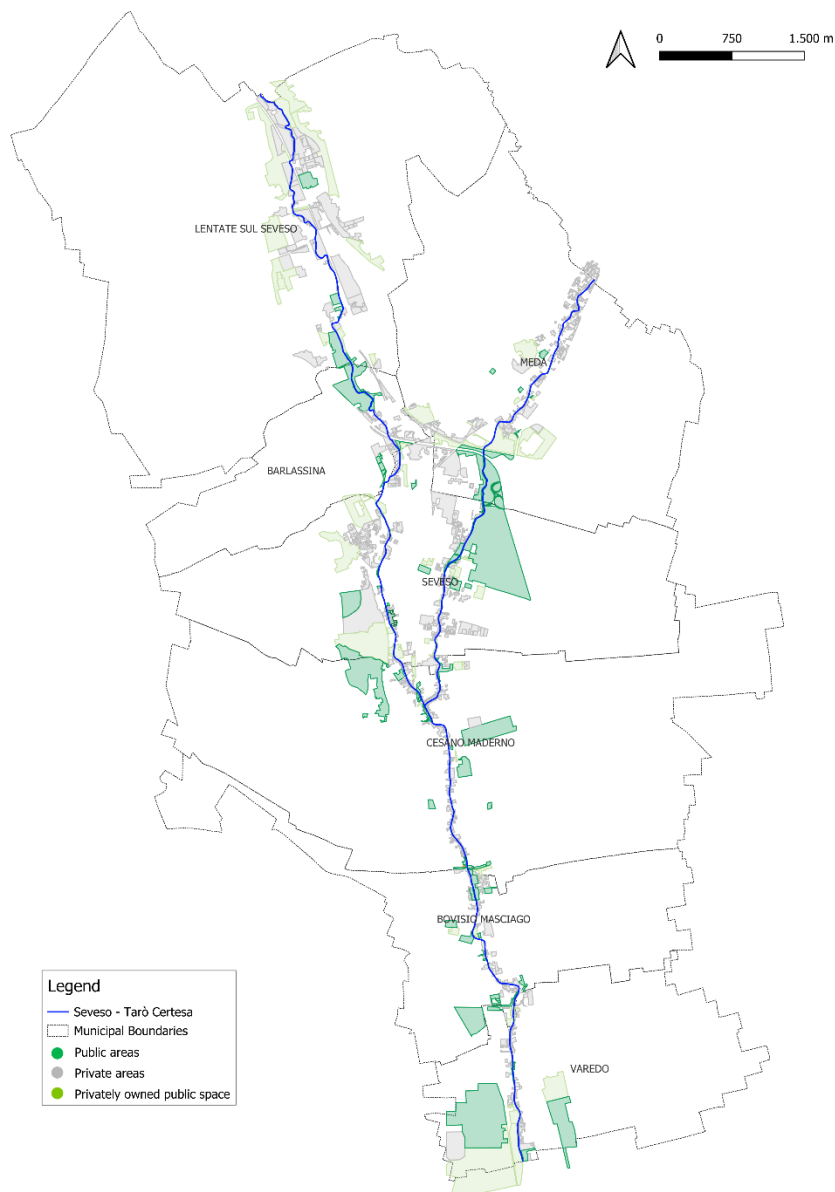 0 750 1.500 m
LENTATE SUL SEVESO
MEDA
BARLASSINA
SEVESO
CESANO MADERNO
BOVISIO MASCIAGO
VAREDO
Legend
Seveso - Tarò Certesa
Municipal Boundaries
Public areas
Private areas
Privately owned public space